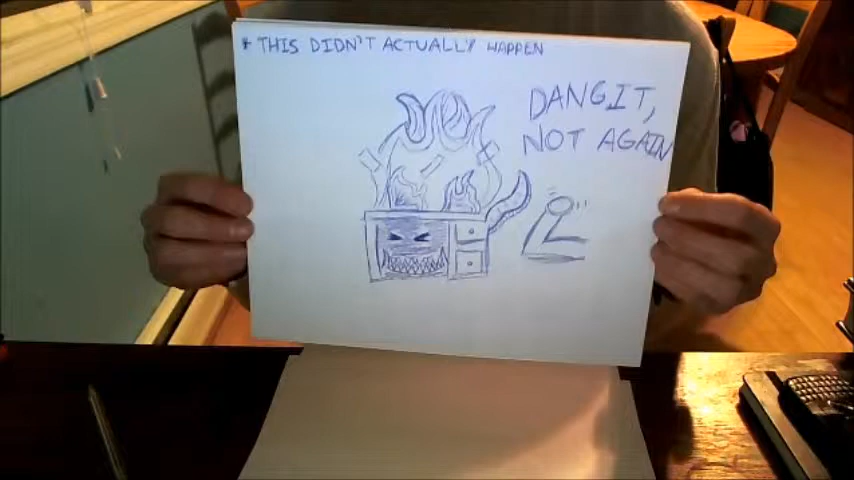 * THIS DIDN'T ACTUALLY HAPPEN
DANGIT,
NOT AGAIN